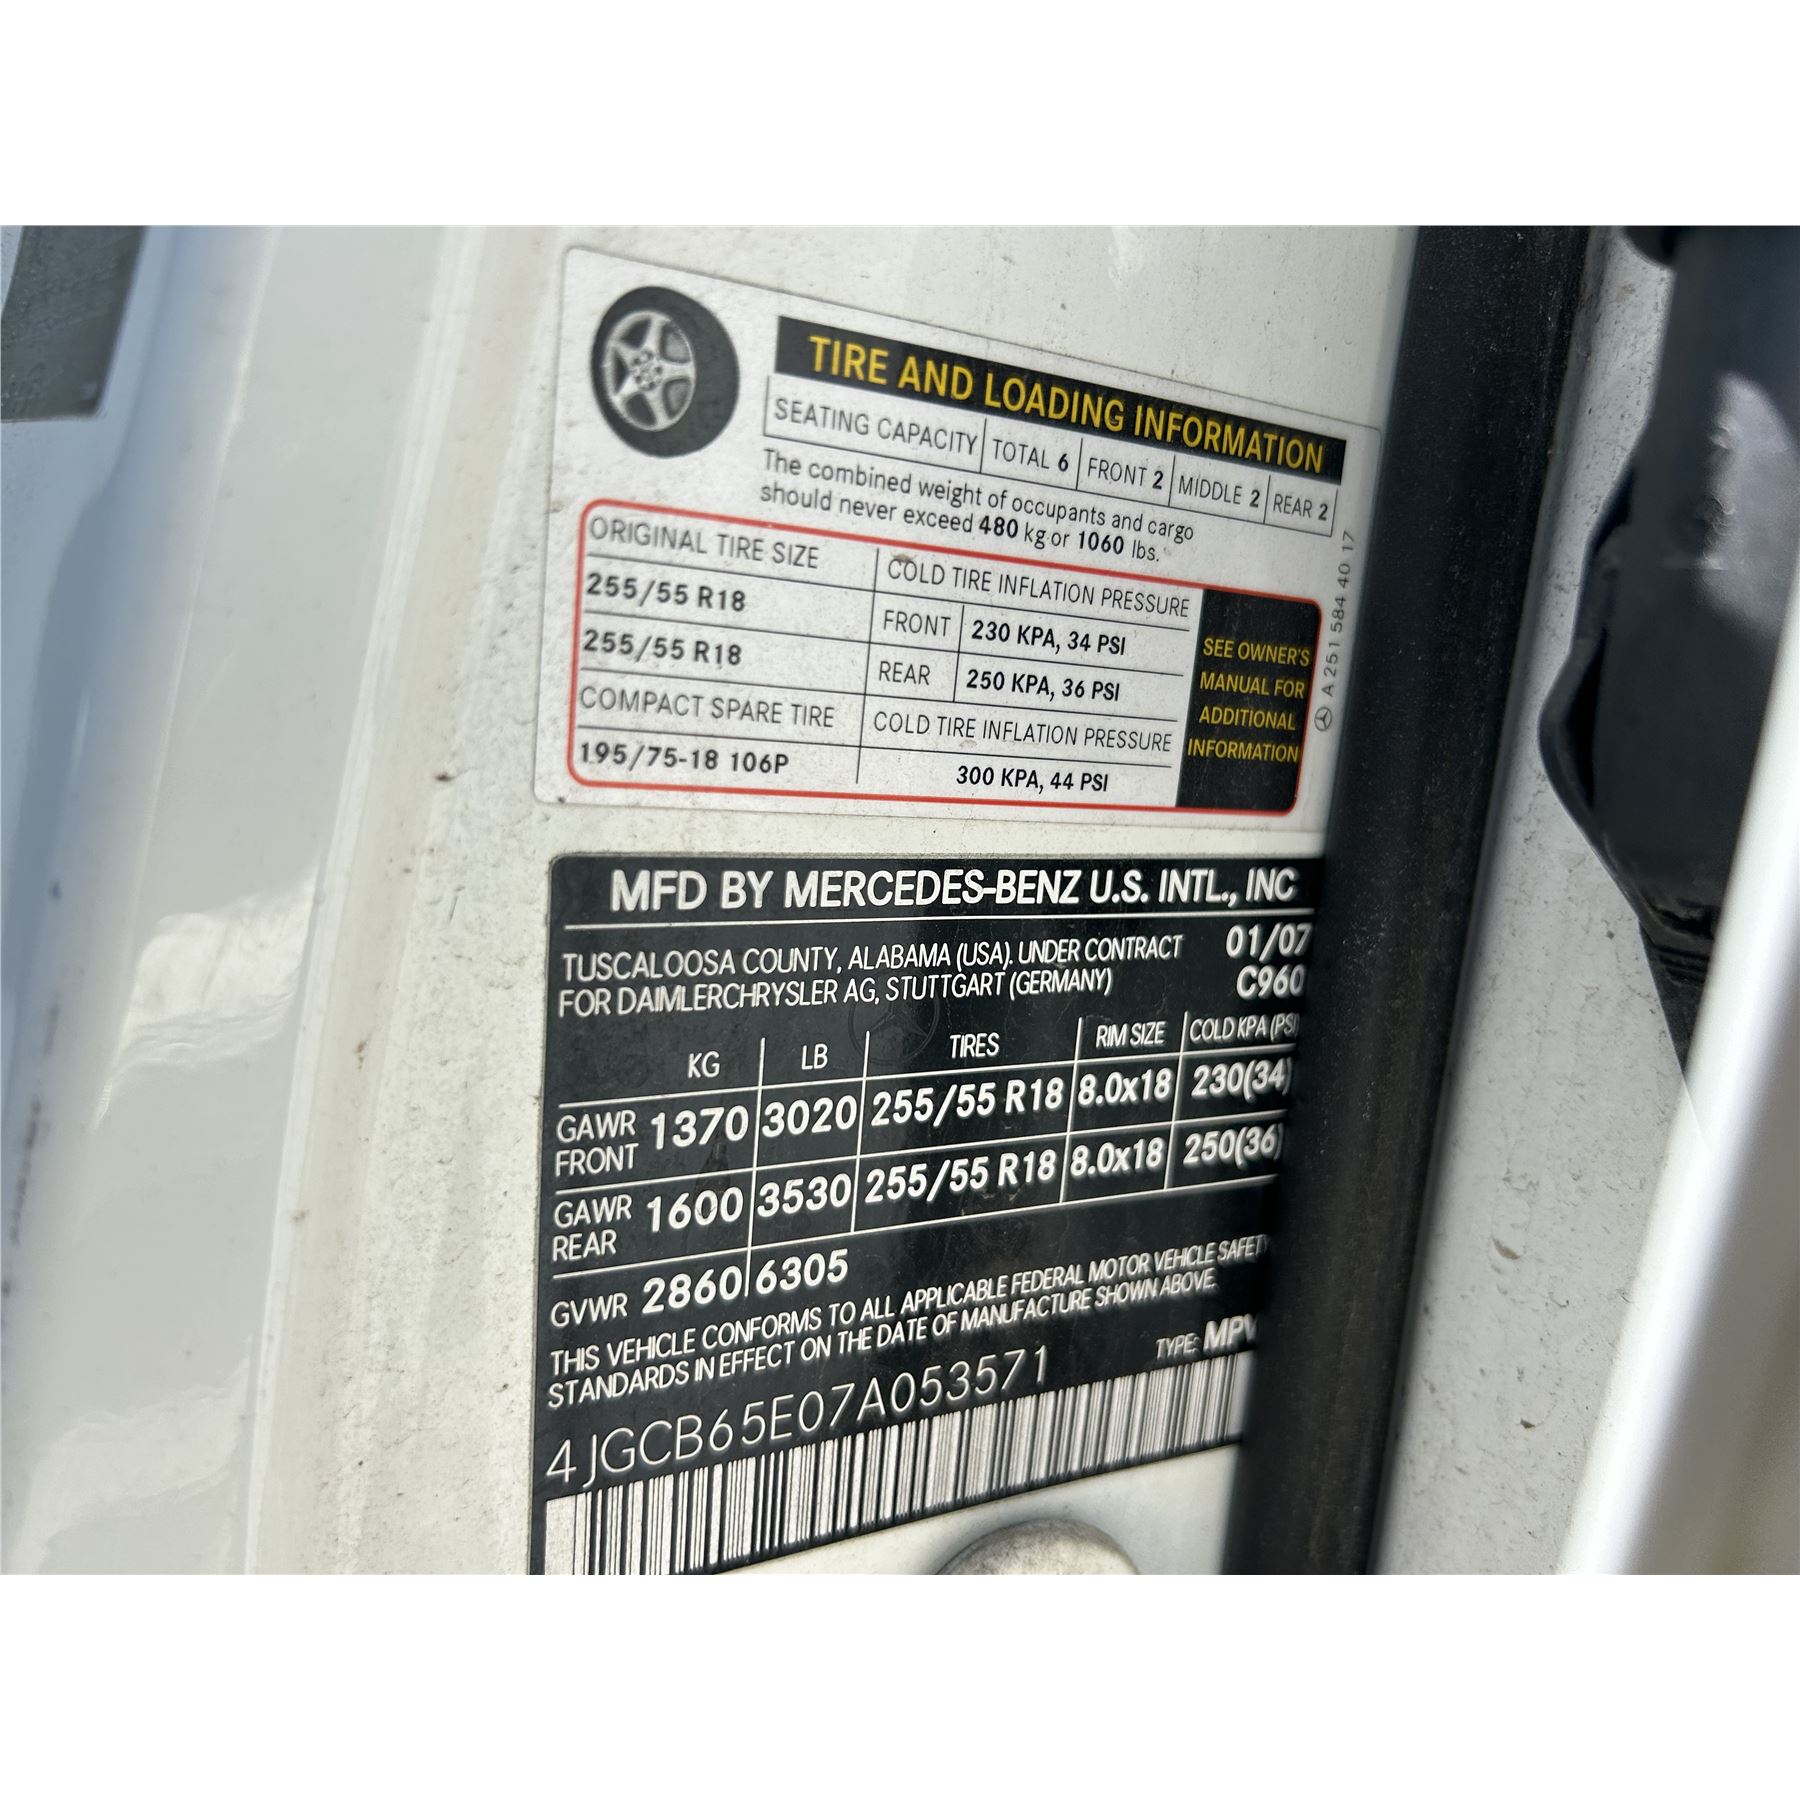 TIRE AND LOADING INFORMATION
SEATING CAPACITY TOTAL 6 FRONT 2 MIDDLE 2 REAR 2
The combined weight of occupants and cargo
should never exceed 480 kg or 1060 lbs.
ORIGINAL TIRE SIZE COLD TIRE INFLATION PRESSURE
255/55 R18 FRONT 230 KPA, 34 PSI
255/55 R18 REAR 250 KPA, 36 PSI
COMPACT SPARE TIRE COLD TIRE INFLATION PRESSURE
195/75-18 106P 300 KPA, 44 PSI
SEE OWNER'S
MANUAL FOR
ADDITIONAL
INFORMATION
A 251 584 40 17
MFD BY MERCEDES-BENZ U.S. INTL., INC
TUSCALOOSA COUNTY, ALABAMA (USA). UNDER CONTRACT 01/07
FOR DAIMLERCHRYSLER AG, STUTTGART (GERMANY) C960
KG LB TIRES RIM SIZE COLD KPA (PSI)
GAWR FRONT 1370 3020 255/55 R18 8.0x18 230(34)
GAWR REAR 1600 3530 255/55 R18 8.0x18 250(36)
GVWR 2860 6305
THIS VEHICLE CONFORMS TO ALL APPLICABLE FEDERAL MOTOR VEHICLE SAFETY
STANDARDS IN EFFECT ON THE DATE OF MANUFACTURE SHOWN ABOVE.
4JGCB65E07A053571 TYPE: MPV